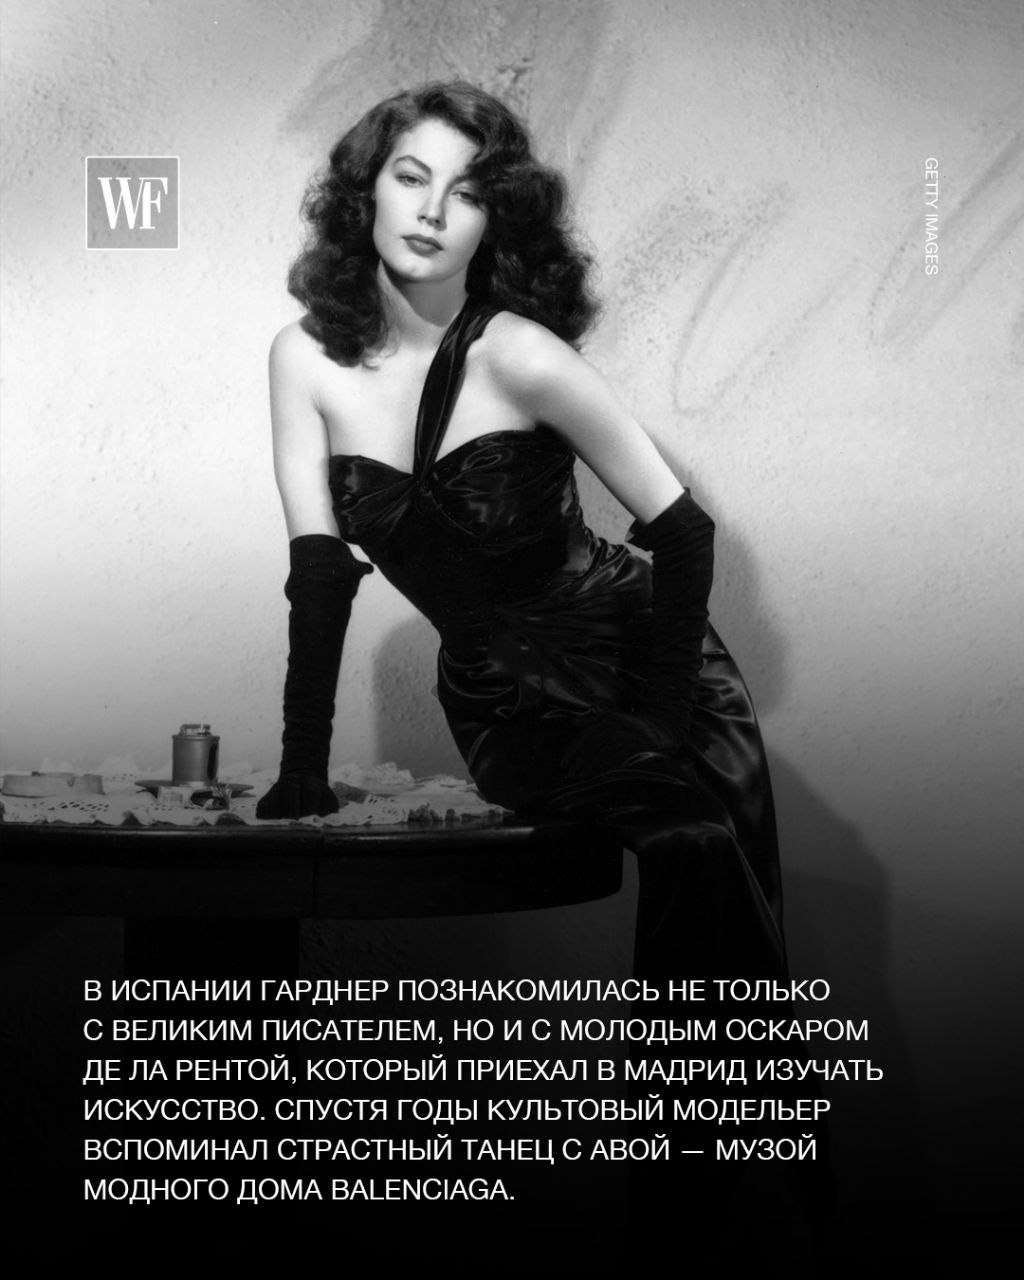 WF
GETTY IMAGES
В ИСПАНИИ ГАРДНЕР ПОЗНАКОМИЛАСЬ НЕ ТОЛЬКО
С ВЕЛИКИМ ПИСАТЕЛЕМ, НО И С МОЛОДЫМ ОСКАРОМ
ДЕ ЛА РЕНТОЙ, КОТОРЫЙ ПРИЕХАЛ В МАДРИД ИЗУЧАТЬ
ИСКУССТВО. СПУСТЯ ГОДЫ КУЛЬТОВЫЙ МОДЕЛЬЕР
ВСПОМИНАЛ СТРАСТНЫЙ ТАНЕЦ С АВОЙ — МУЗОЙ
МОДНОГО ДОМА BALENCIAGA.